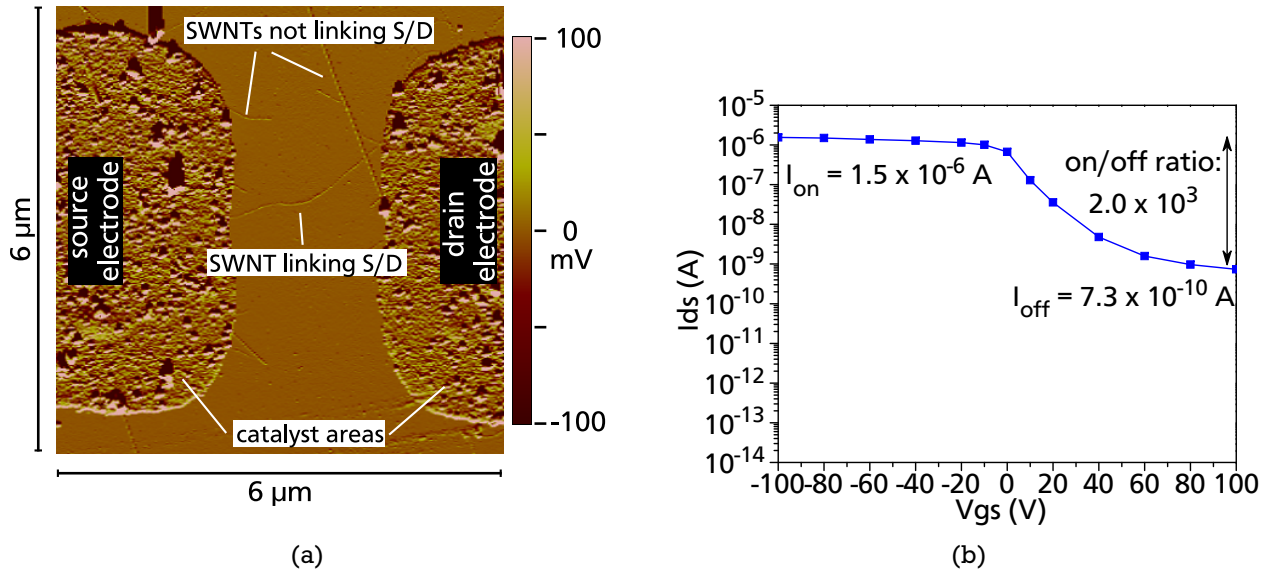 SWNTs not linking S/D
source
electrode
drain
electrode
SWNT linking S/D
catalyst areas
6 µm
6 µm
100
0
mV
-100
(a)
10⁻⁵
10⁻⁶
10⁻⁷
10⁻⁸
10⁻⁹
10⁻¹⁰
10⁻¹¹
10⁻¹²
10⁻¹³
10⁻¹⁴
Ids (A)
I_on = 1.5 x 10⁻⁶ A
on/off ratio:
2.0 x 10³
I_off = 7.3 x 10⁻¹⁰ A
-100 -80 -60 -40 -20 0 20 40 60 80 100
Vgs (V)
(b)